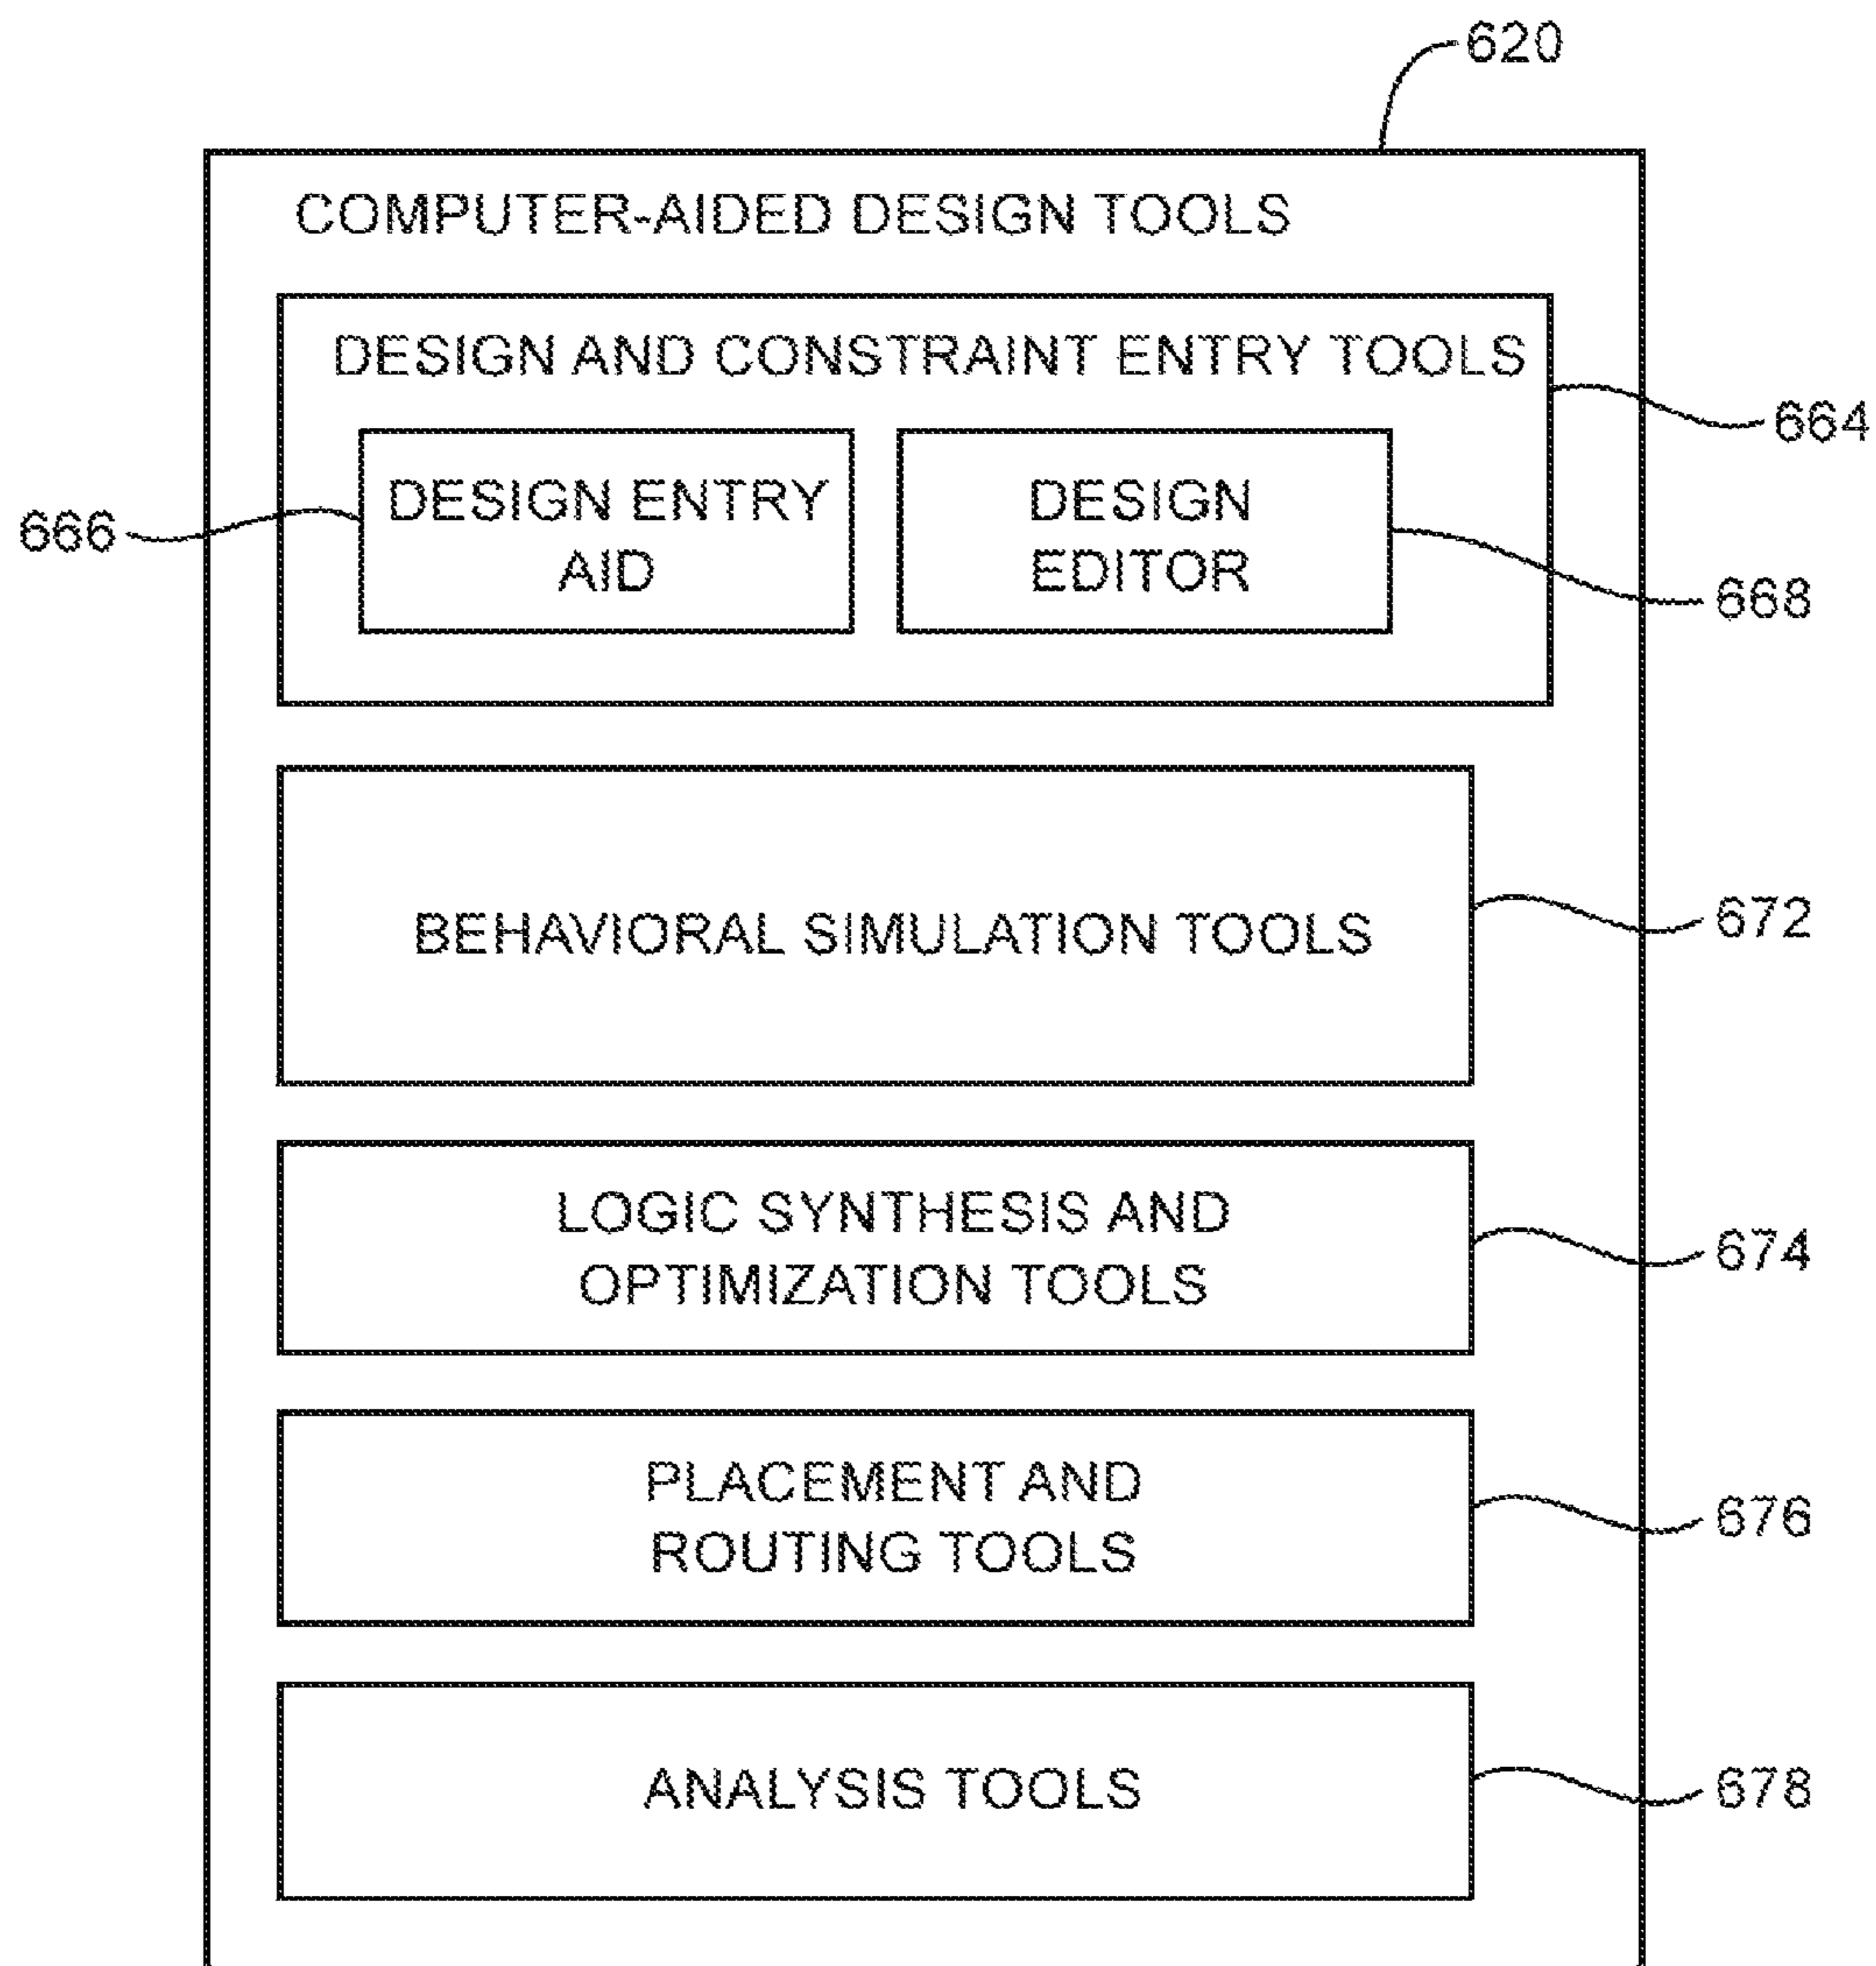 620
COMPUTER-AIDED DESIGN TOOLS
DESIGN AND CONSTRAINT ENTRY TOOLS
664
DESIGN ENTRY
AID
666
DESIGN
EDITOR
668
BEHAVIORAL SIMULATION TOOLS
672
LOGIC SYNTHESIS AND
OPTIMIZATION TOOLS
674
PLACEMENT AND
ROUTING TOOLS
676
ANALYSIS TOOLS
678